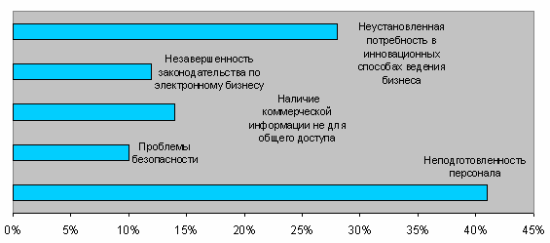 Неустановленная
потребность в
инновационных
способах ведения
бизнеса
Незавершенность
законодательства по
электронному бизнесу
Наличие
коммерческой
информации не для
общего доступа
Проблемы
безопасности
Неподготовленность
персонала
0% 5% 10% 15% 20% 25% 30% 35% 40% 45%